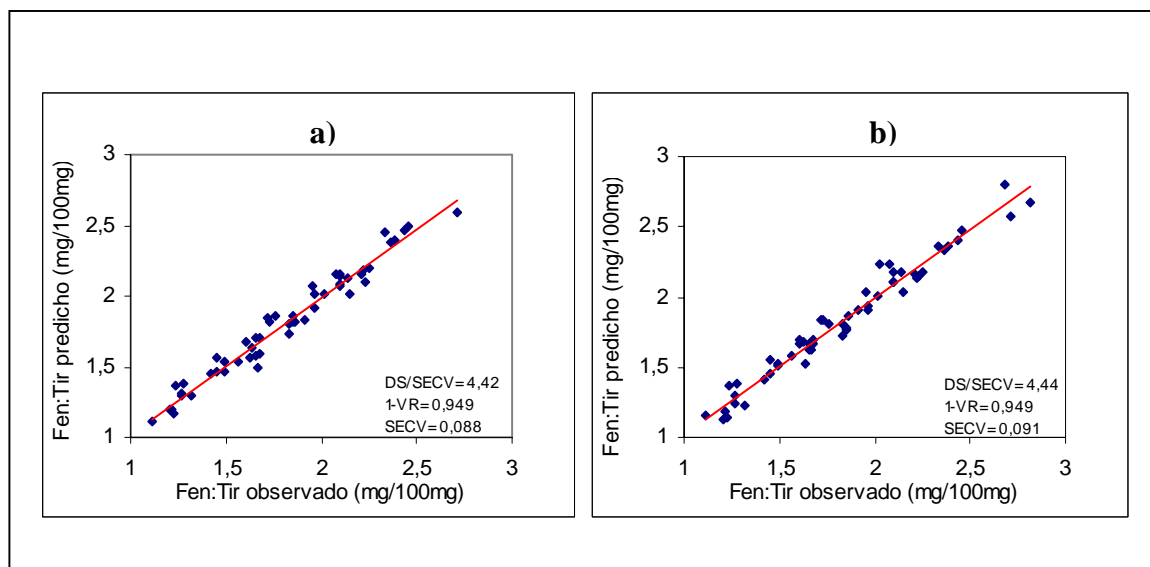 a)
Fen:Tir predicho (mg/100mg)
3
2,5
2
1,5
1
DS/SECV=4,42
1-VR=0,949
SECV=0,088
1 1,5 2 2,5 3
Fen:Tir observado (mg/100mg)
b)
Fen:Tir predicho (mg/100mg)
3
2,5
2
1,5
1
DS/SECV=4,44
1-VR=0,949
SECV=0,091
1 1,5 2 2,5 3
Fen:Tir observado (mg/100mg)